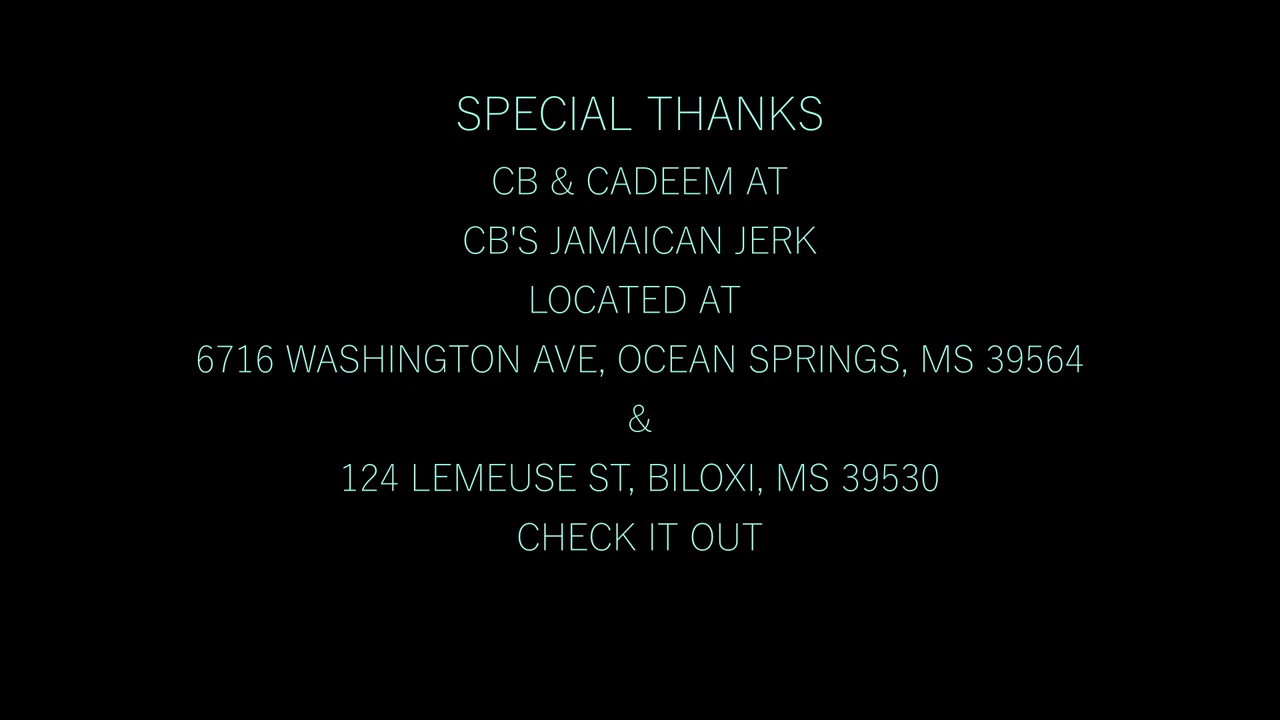 SPECIAL THANKS
CB & CADEEM AT
CB'S JAMAICAN JERK
LOCATED AT
6716 WASHINGTON AVE, OCEAN SPRINGS, MS 39564
&
124 LEMEUSE ST, BILOXI, MS 39530
CHECK IT OUT